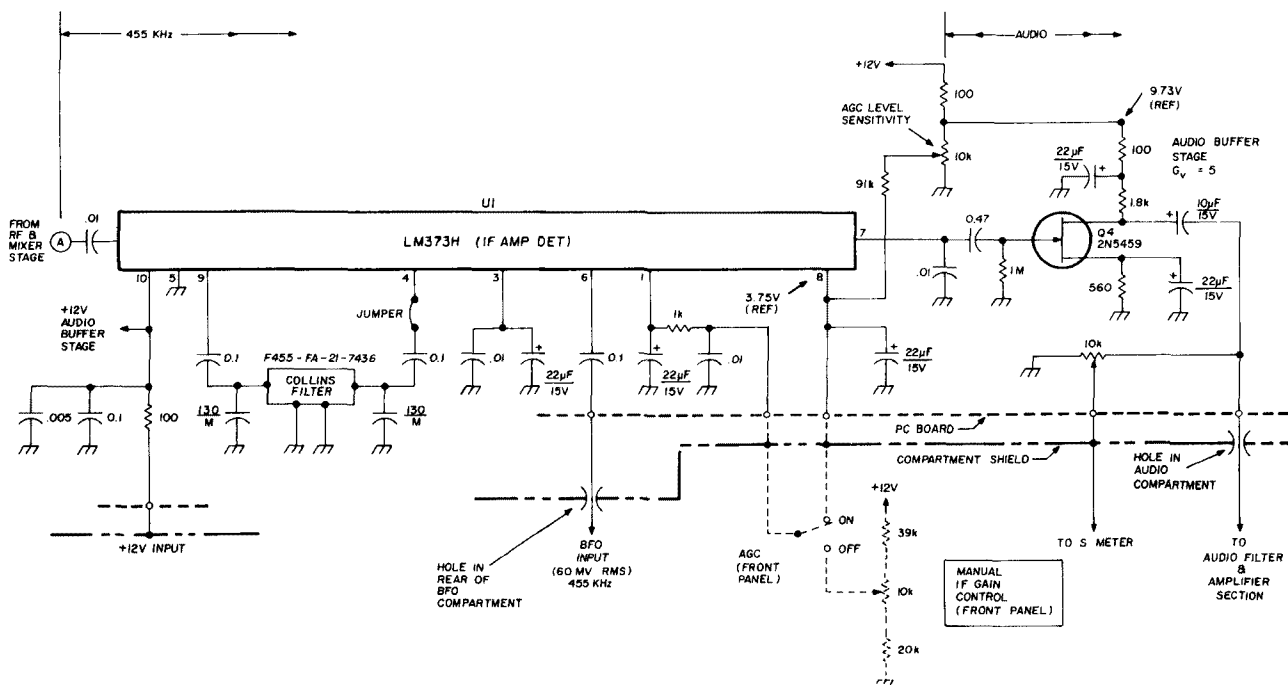 455 KHz
AUDIO
+12V
100
9.73V
(REF)
AGC LEVEL
SENSITIVITY
10k
100
AUDIO BUFFER
STAGE
Gv = 5
22µF
15V
91k
1.8k
10µF
15V
U1
FROM
RF &
MIXER
STAGE
A
.01
LM373H (IF AMP DET)
7
0.47
Q4
2N5459
.01
1M
560
22µF
15V
10
5
9
4
3
6
1
8
3.75V
(REF)
+12V
AUDIO
BUFFER
STAGE
JUMPER
1k
10k
0.1
F455-FA-21-7436
0.1
.01
22µF
15V
0.1
22µF
15V
.01
22µF
15V
COLLINS
FILTER
.005
0.1
100
130
M
130
M
PC BOARD
COMPARTMENT SHIELD
HOLE IN
AUDIO
COMPARTMENT
+12V INPUT
HOLE IN
REAR OF
BFO
COMPARTMENT
BFO
INPUT
(60 MV RMS)
455 KHz
AGC
(FRONT
PANEL)
ON
OFF
+12V
39k
10k
20k
MANUAL
IF GAIN
CONTROL
(FRONT PANEL)
TO S METER
TO
AUDIO FILTER
&
AMPLIFIER
SECTION